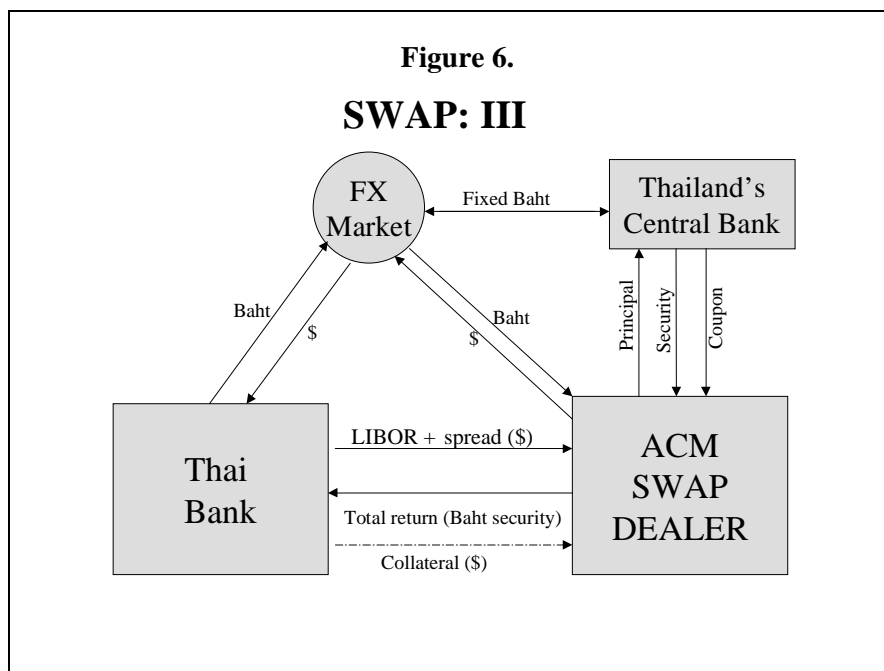 Figure 6.
SWAP: III
FX
Market
Fixed Baht
Thailand's
Central Bank
Baht
$
Baht
$
Principal
Security
Coupon
Thai
Bank
LIBOR + spread ($)
Total return (Baht security)
Collateral ($)
ACM
SWAP
DEALER